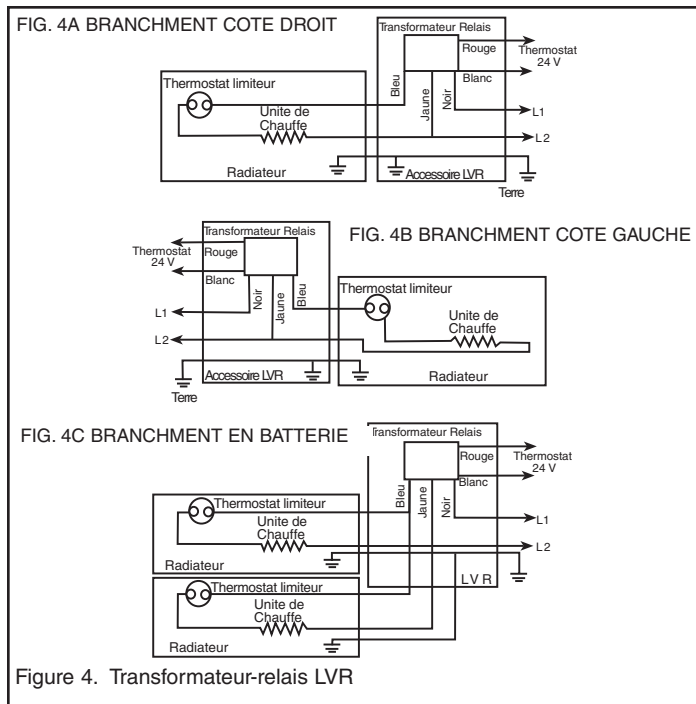 FIG. 4A BRANCHMENT COTE DROIT
Transformateur Relais
Rouge
Thermostat
24 V
Blanc
Bleu
Jaune
Noir
L1
L2
Thermostat limiteur
Unite de
Chauffe
Radiateur
Accessoire LVR
Terre
FIG. 4B BRANCHMENT COTE GAUCHE
Transformateur Relais
Thermostat
24 V
Rouge
Blanc
Noir
Jaune
Bleu
L1
L2
Thermostat limiteur
Unite de
Chauffe
Radiateur
Accessoire LVR
Terre
FIG. 4C BRANCHMENT EN BATTERIE
Transformateur Relais
Rouge
Thermostat
24 V
Blanc
Bleu
Jaune
Noir
L1
L2
Thermostat limiteur
Unite de
Chauffe
Radiateur
L V R
Thermostat limiteur
Unite de
Chauffe
Radiateur
Figure 4. Transformateur-relais LVR